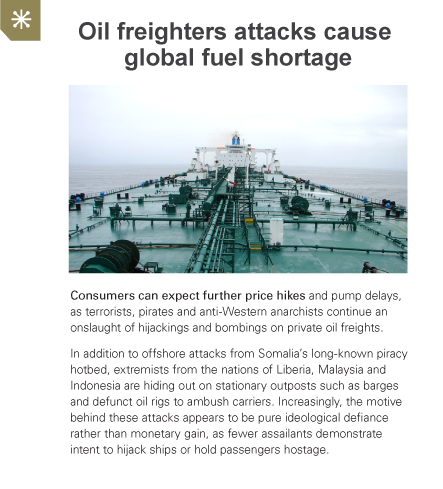 Oil freighters attacks cause
global fuel shortage
Consumers can expect further price hikes and pump delays,
as terrorists, pirates and anti-Western anarchists continue an
onslaught of hijackings and bombings on private oil freights.
In addition to offshore attacks from Somalia's long-known piracy
hotbed, extremists from the nations of Liberia, Malaysia and
Indonesia are hiding out on stationary outposts such as barges
and defunct oil rigs to ambush carriers. Increasingly, the motive
behind these attacks appears to be pure ideological defiance
rather than monetary gain, as fewer assailants demonstrate
intent to hijack ships or hold passengers hostage.